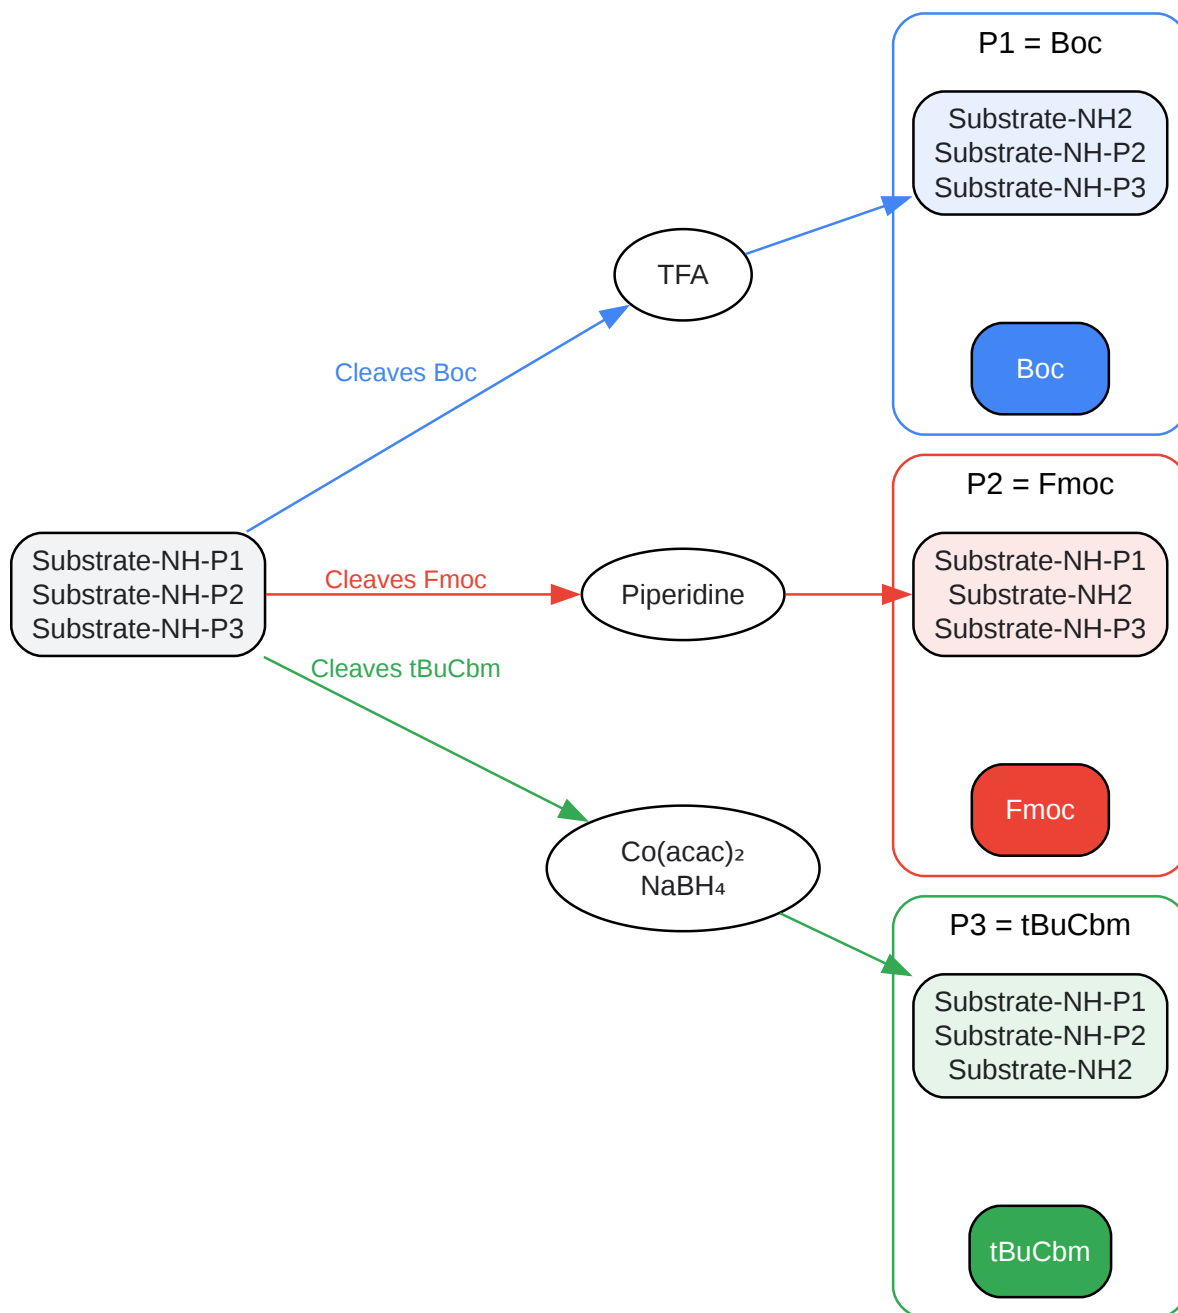 P1 = Boc
Substrate-NH2
Substrate-NH-P2
Substrate-NH-P3
TFA
Boc
Cleaves Boc
P2 = Fmoc
Substrate-NH-P1
Substrate-NH-P2
Substrate-NH-P3
Cleaves Fmoc
Piperidine
Substrate-NH-P1
Substrate-NH2
Substrate-NH-P3
Cleaves tBuCbm
Fmoc
Co(acac)₂
NaBH₄
P3 = tBuCbm
Substrate-NH-P1
Substrate-NH-P2
Substrate-NH2
tBuCbm